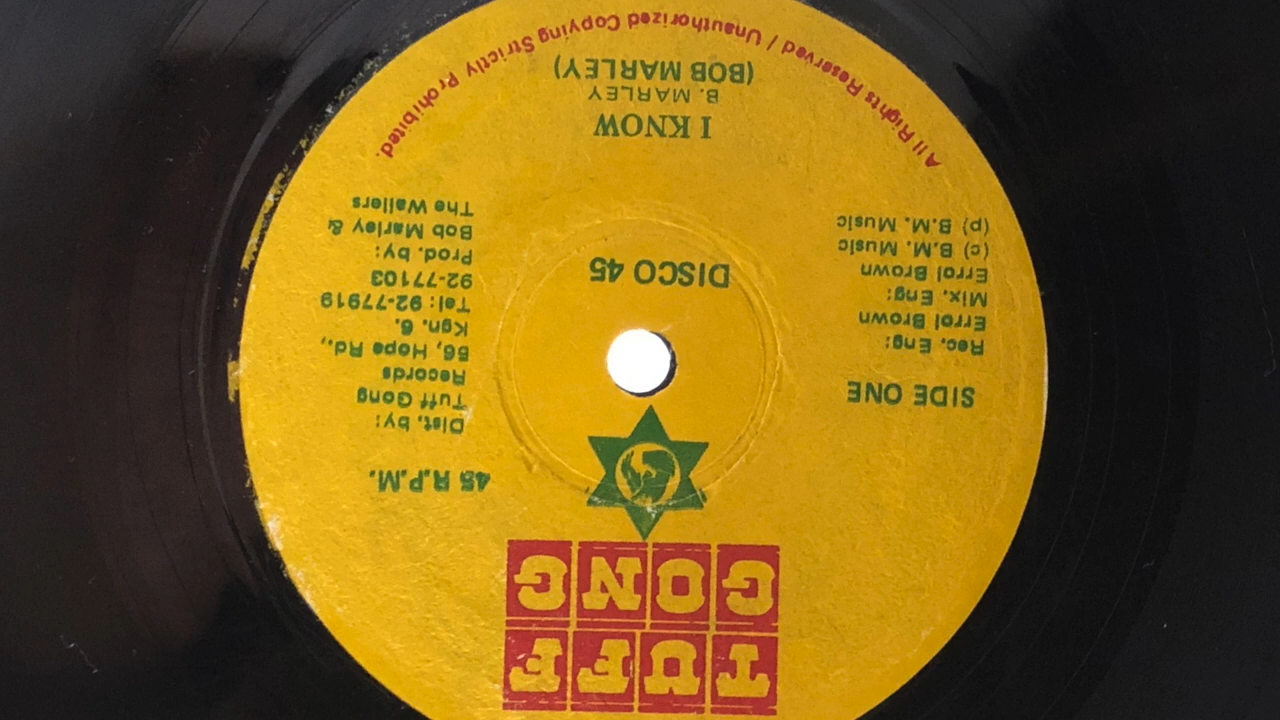 TUFF
GONG
SIDE ONE
Rec. Eng:
Errol Brown
Mix. Eng:
Errol Brown
(c) B.M. Music
(p) B.M. Music
DISCO 45
45 R.P.M.
Dist. by:
Tuff Gong
Records
56, Hope Rd.,
Kgn. 6.
Tel: 92-77919
92-77103
Prod. by:
Bob Marley &
The Wailers
I KNOW
B. MARLEY
(BOB MARLEY)
All Rights Reserved / Unauthorized Copying Strictly Prohibited.